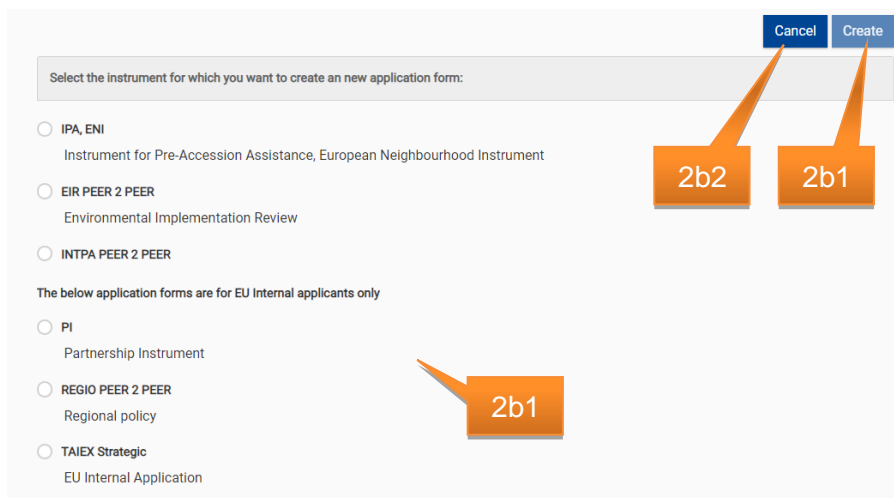 Cancel
Create
Select the instrument for which you want to create an new application form:
IPA, ENI
Instrument for Pre-Accession Assistance, European Neighbourhood Instrument
2b2
2b1
EIR PEER 2 PEER
Environmental Implementation Review
INTPA PEER 2 PEER
The below application forms are for EU Internal applicants only
PI
Partnership Instrument
REGIO PEER 2 PEER
2b1
Regional policy
TAIEX Strategic
EU Internal Application